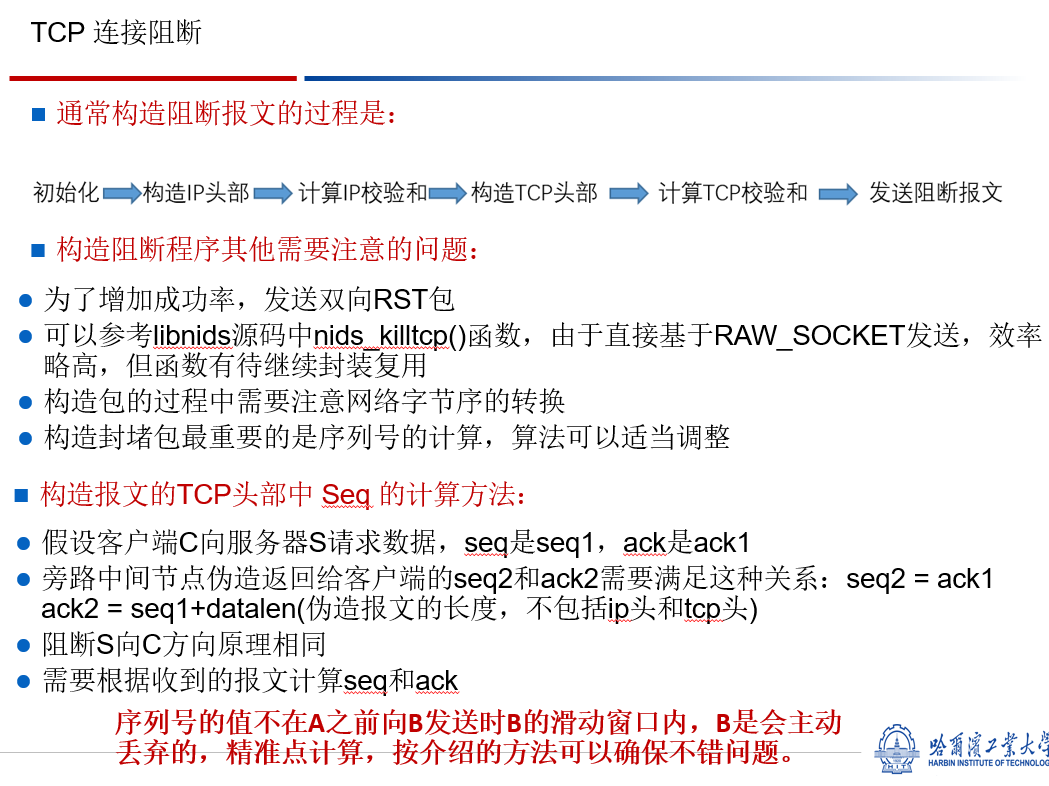 TCP 连接阻断
通常构造阻断报文的过程是：
初始化 构造IP头部 计算IP校验和 构造TCP头部 计算TCP校验和 发送阻断报文
构造阻断程序其他需要注意的问题：
为了增加成功率，发送双向RST包
可以参考libnids源码中nids_killtcp()函数，由于直接基于RAW_SOCKET发送，效率
略高，但函数有待继续封装复用
构造包的过程中需要注意网络字节序的转换
构造封堵包最重要的是序列号的计算，算法可以适当调整
构造报文的TCP头部中 Seq 的计算方法：
假设客户端C向服务器S请求数据，seq是seq1，ack是ack1
旁路中间节点伪造返回给客户端的seq2和ack2需要满足这种关系：seq2 = ack1
ack2 = seq1+datalen(伪造报文的长度，不包括ip头和tcp头)
阻断S向C方向原理相同
需要根据收到的报文计算seq和ack
序列号的值不在A之前向B发送时B的滑动窗口内，B是会主动
丢弃的，精准点计算，按介绍的方法可以确保不错问题。
哈爾濱工業大學
HARBIN INSTITUTE OF TECHNOLOG
HIT